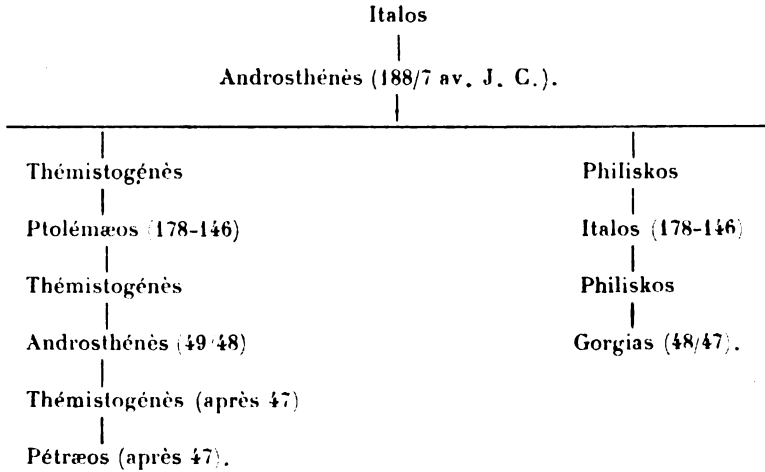 Italos
Androsthénès (188/7 av. J. C.).
Thémistogénès Philiskos
Ptolémæos (178-146) Italos (178-146)
Thémistogénès Philiskos
Androsthénès (49/48) Gorgias (48/47).
Thémistogénès (après 47)
Pétræos (après 47).